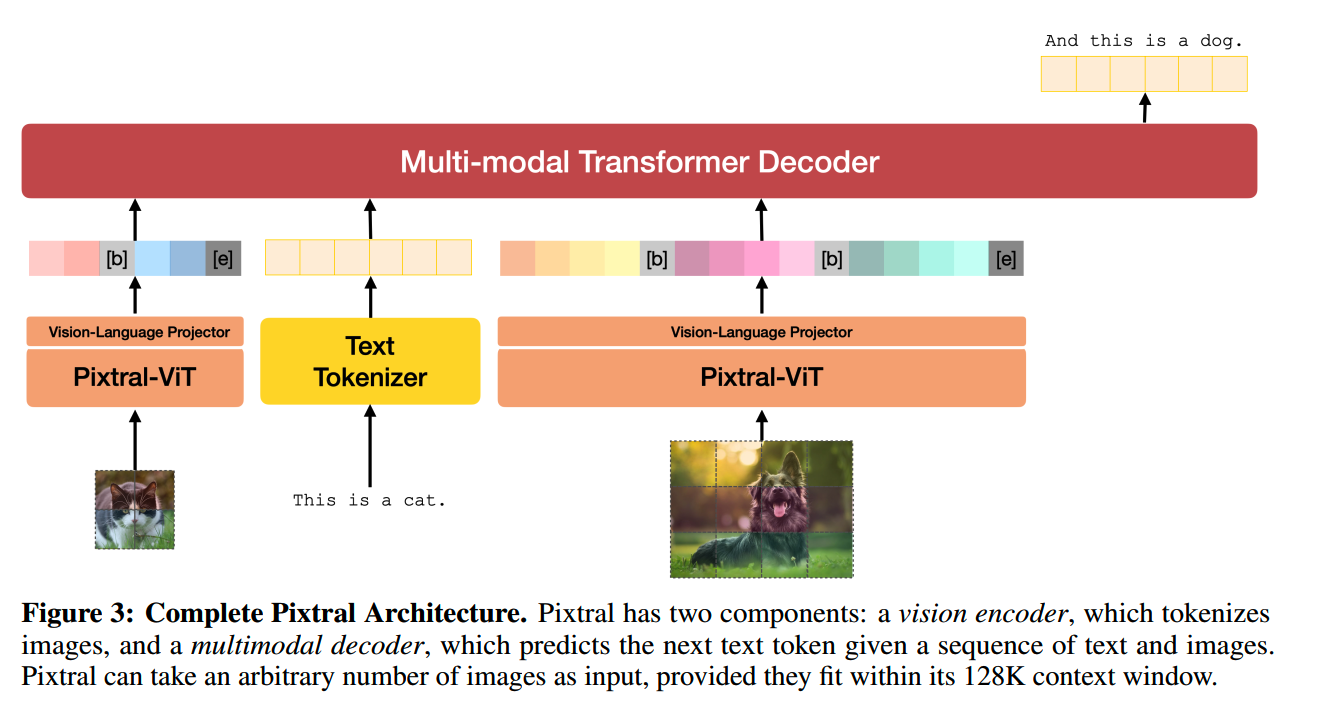 And this is a dog.
Multi-modal Transformer Decoder
[b] [e] [b] [b] [e]
Vision-Language Projector
Pixtral-ViT
Text
Tokenizer
Vision-Language Projector
Pixtral-ViT
This is a cat.
Figure 3: Complete Pixtral Architecture. Pixtral has two components: a vision encoder, which tokenizes
images, and a multimodal decoder, which predicts the next text token given a sequence of text and images.
Pixtral can take an arbitrary number of images as input, provided they fit within its 128K context window.